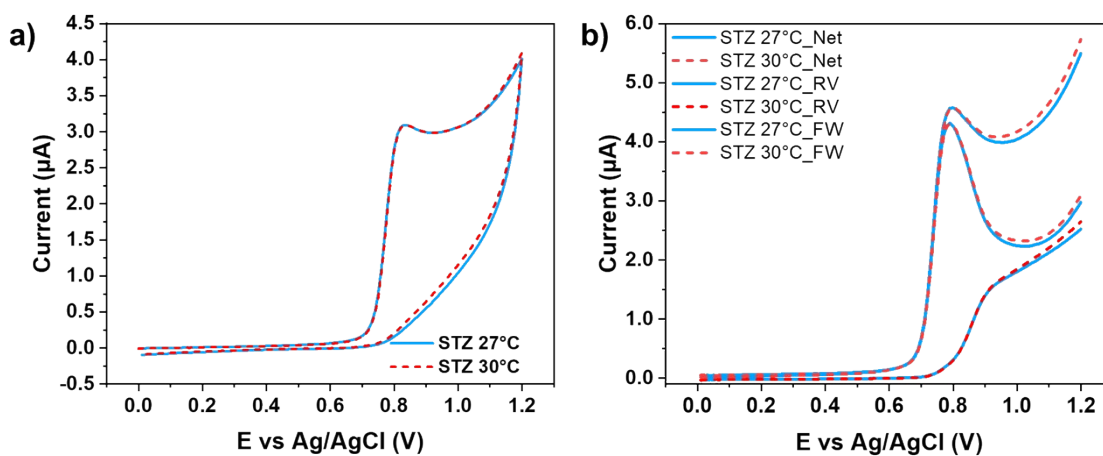 a)
4.5
4.0
3.5
3.0
2.5
2.0
1.5
1.0
0.5
0.0
-0.5
Current (µA)
STZ 27°C
STZ 30°C
0.0 0.2 0.4 0.6 0.8 1.0 1.2
E vs Ag/AgCl (V)
b)
6.0
5.0
4.0
3.0
2.0
1.0
0.0
Current (µA)
STZ 27°C_Net
STZ 30°C_Net
STZ 27°C_RV
STZ 30°C_RV
STZ 27°C_FW
STZ 30°C_FW
0.0 0.2 0.4 0.6 0.8 1.0 1.2
E vs Ag/AgCl (V)